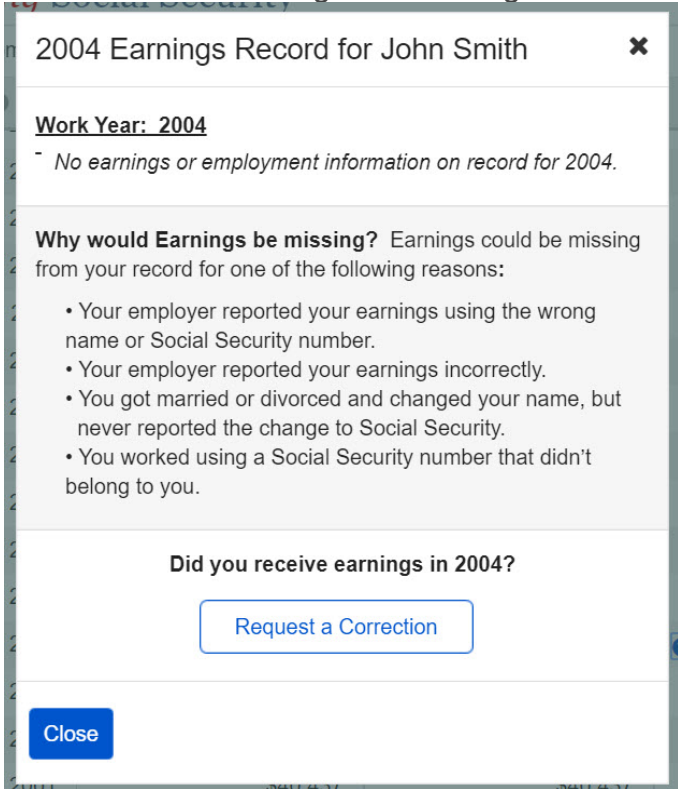 2004 Earnings Record for John Smith ✖
Work Year: 2004
- No earnings or employment information on record for 2004.
Why would Earnings be missing? Earnings could be missing
from your record for one of the following reasons:
• Your employer reported your earnings using the wrong
name or Social Security number.
• Your employer reported your earnings incorrectly.
• You got married or divorced and changed your name, but
never reported the change to Social Security.
• You worked using a Social Security number that didn't
belong to you.
Did you receive earnings in 2004?
Request a Correction
Close